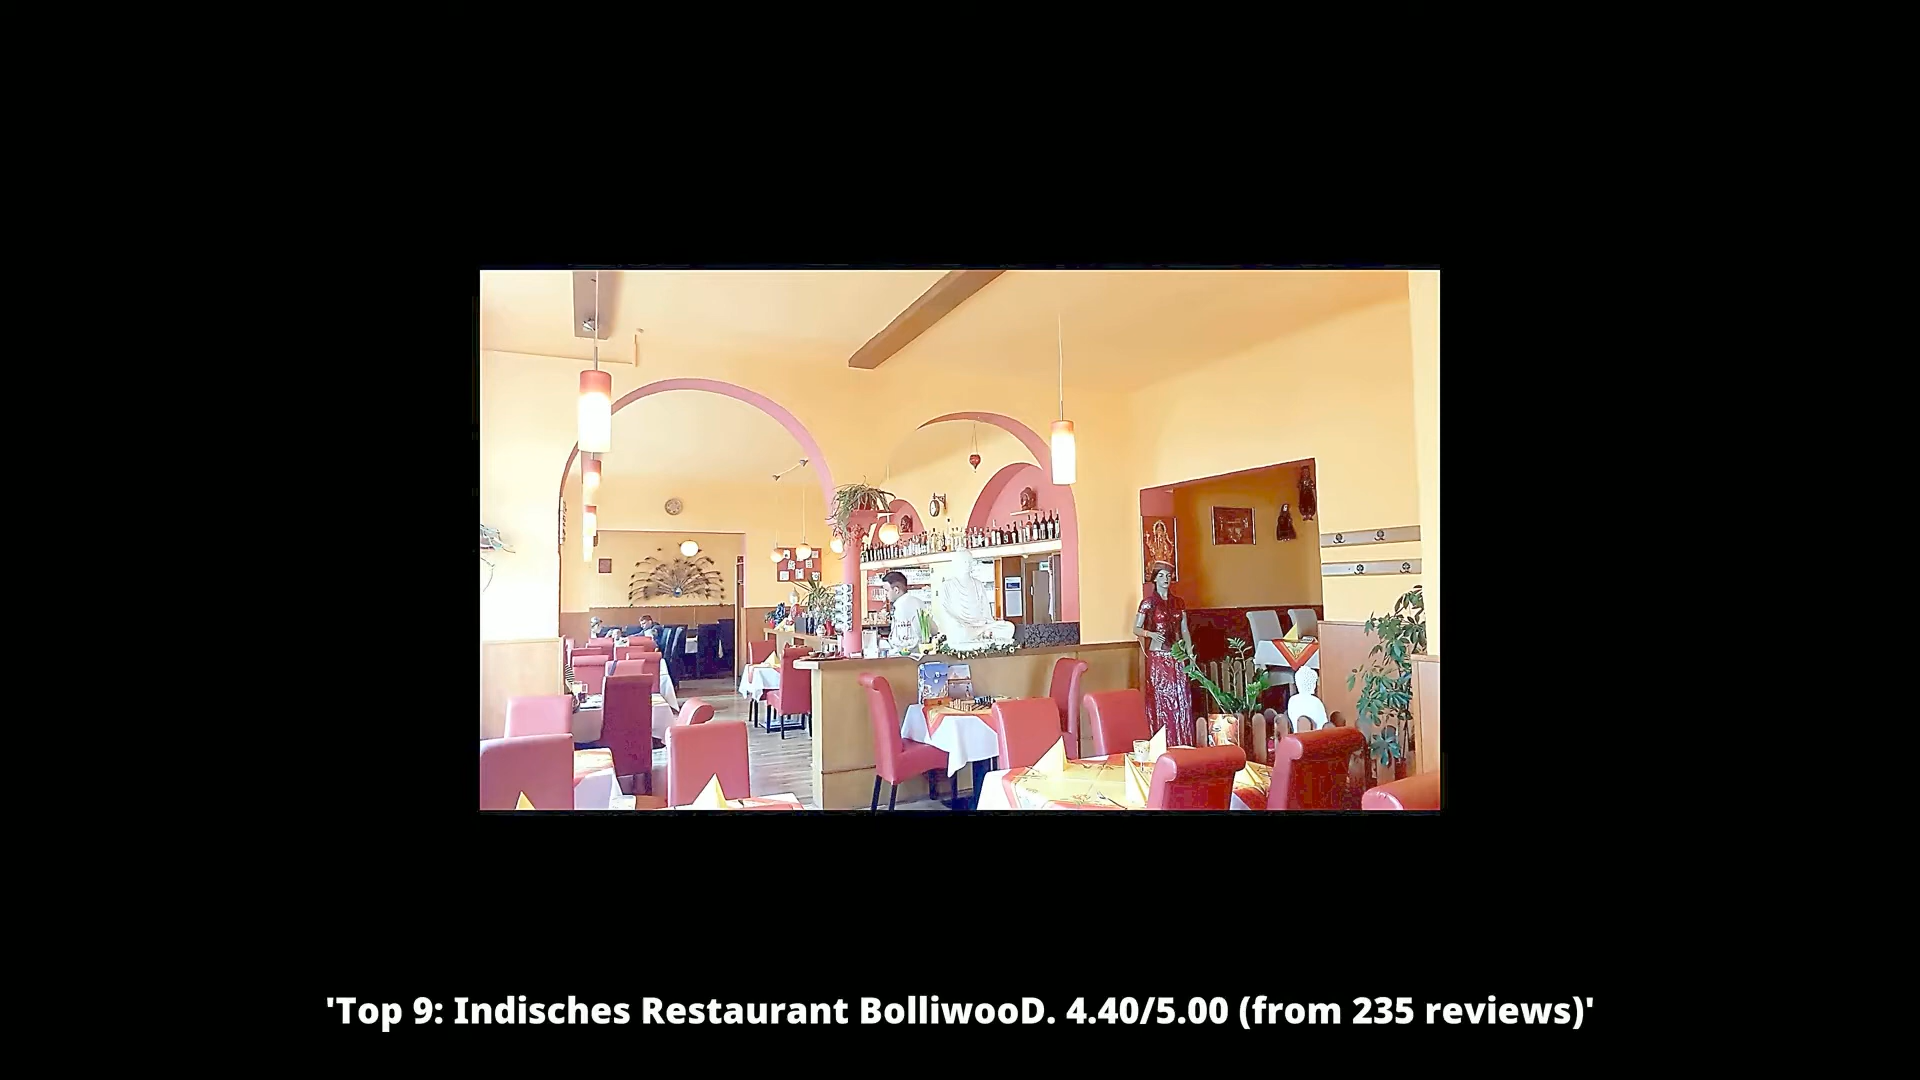 'Top 9: Indisches Restaurant BolliwooD. 4.40/5.00 (from 235 reviews)'